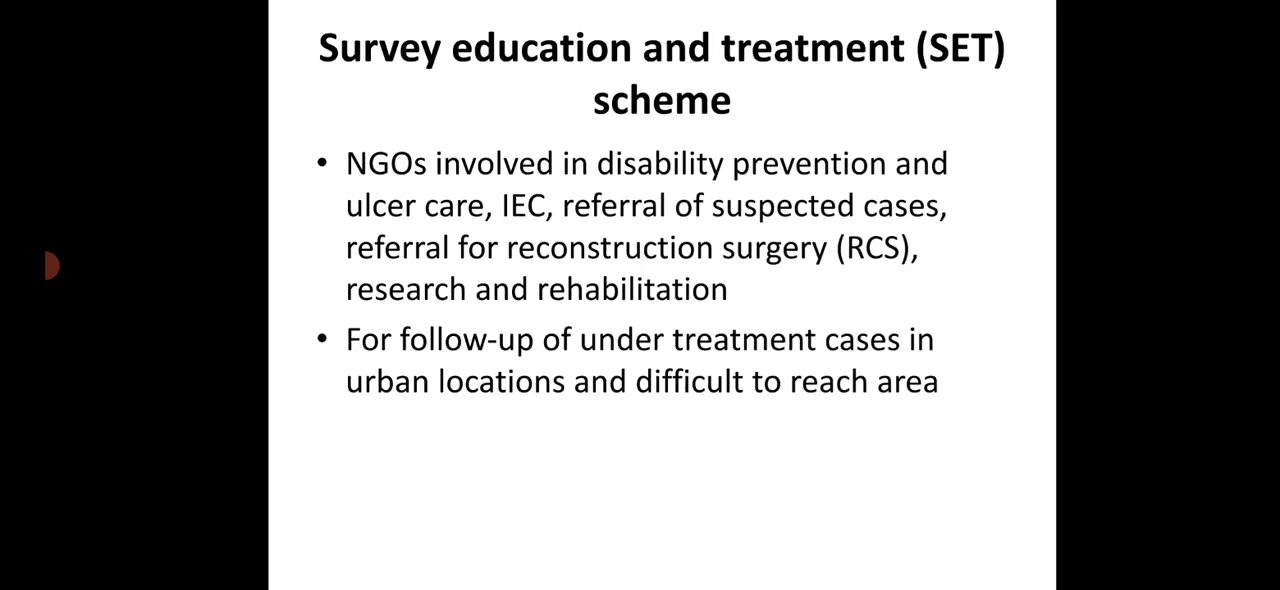 Survey education and treatment (SET)
scheme
• NGOs involved in disability prevention and
ulcer care, IEC, referral of suspected cases,
referral for reconstruction surgery (RCS),
research and rehabilitation
• For follow-up of under treatment cases in
urban locations and difficult to reach area